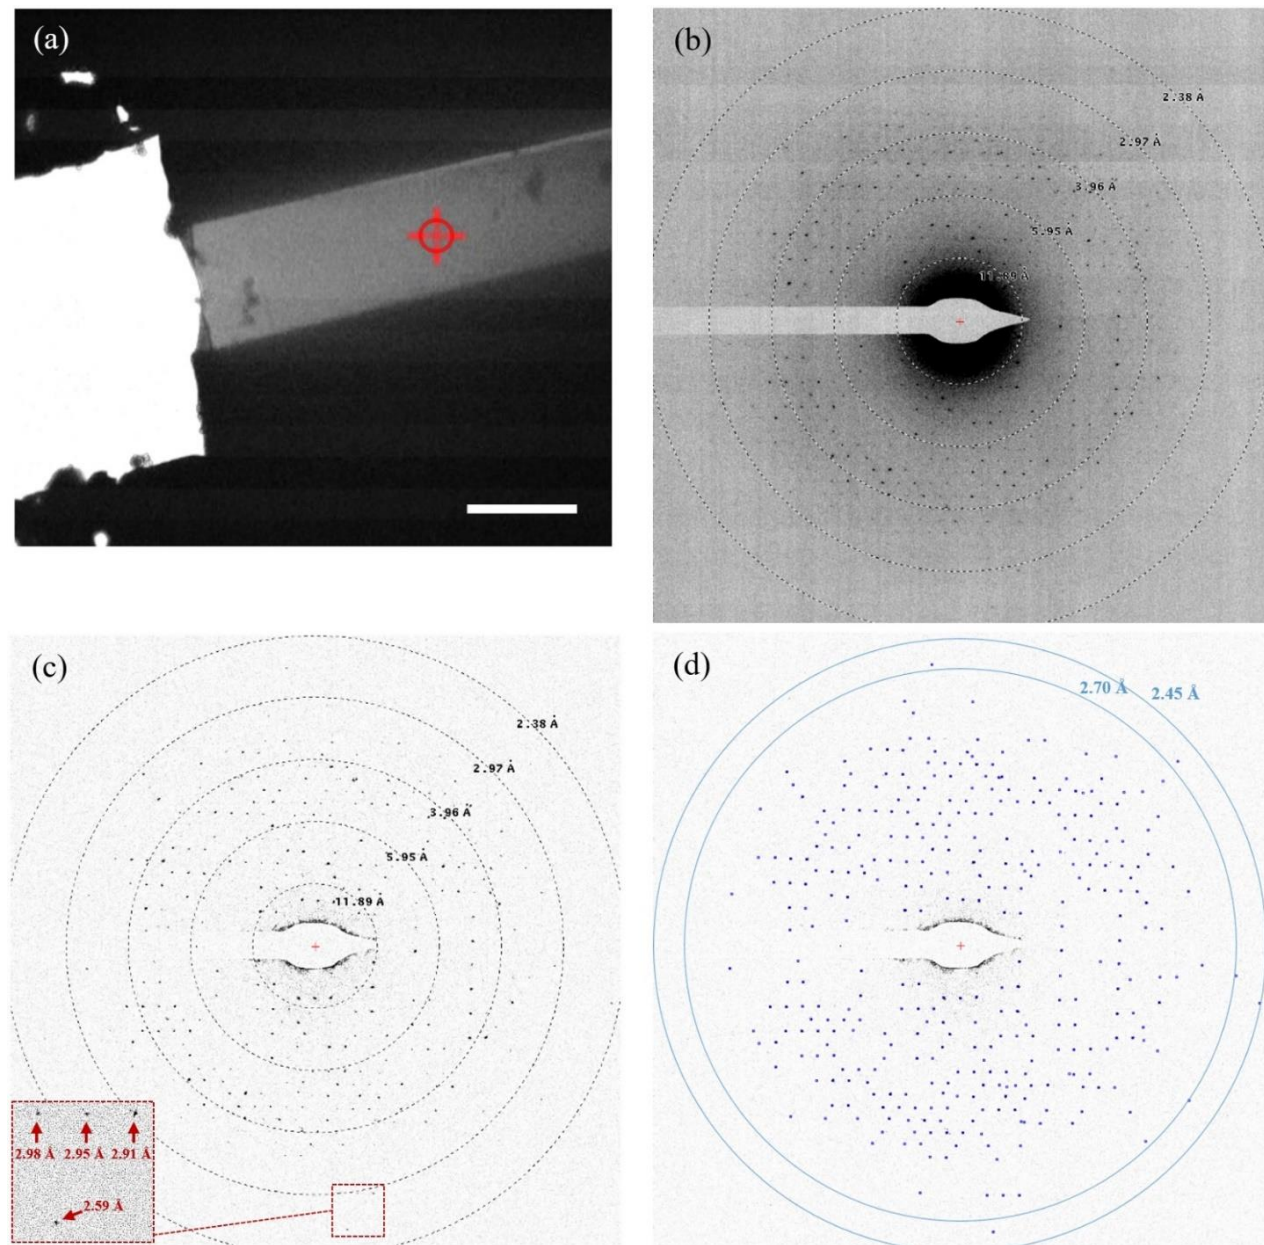 (a)
(b)
2.38 Å
2.97 Å
3.96 Å
5.95 Å
11.89 Å
(c)
2.38 Å
2.97 Å
3.96 Å
5.95 Å
11.89 Å
2.98 Å 2.95 Å 2.91 Å
2.59 Å
(d)
2.70 Å 2.45 Å